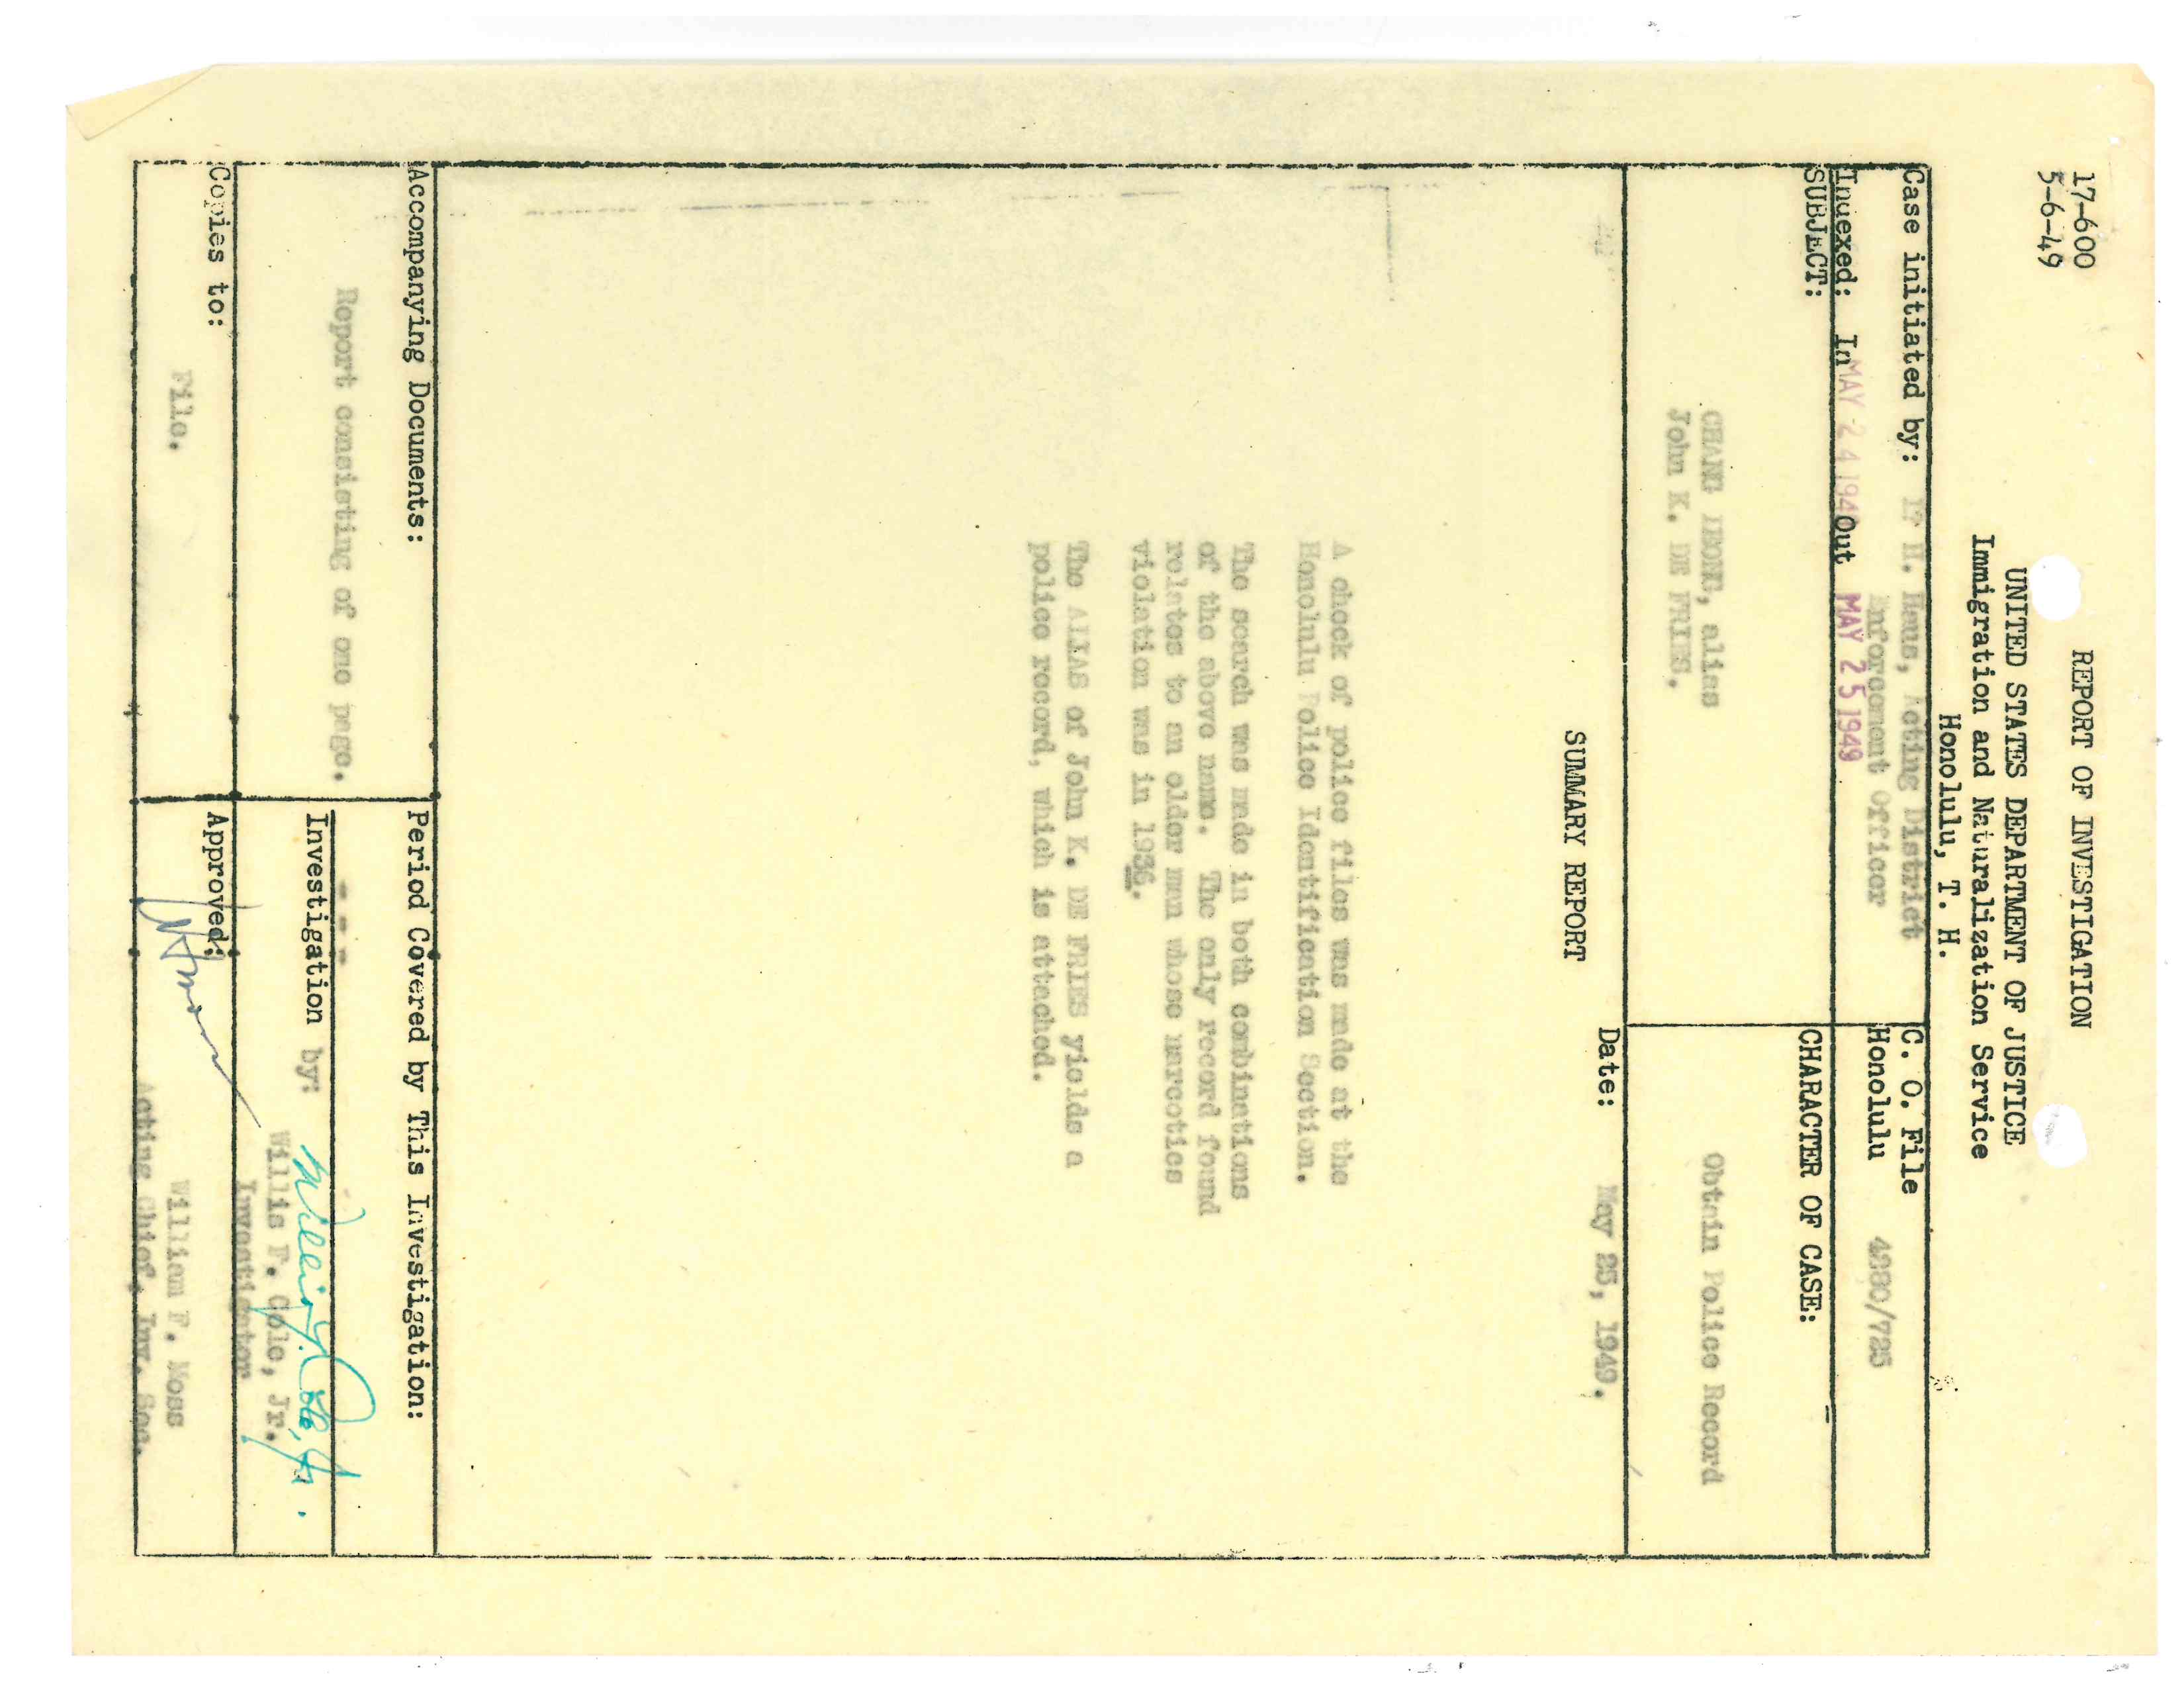 17-600
5-6-49
REPORT OF INVESTIGATION
UNITED STATES DEPARTMENT OF JUSTICE
Immigration and Naturalization Service
Honolulu, T. H.
Case initiated by: H. Haus, Acting District
Enforcement Officer
Indexed: In MAY 24 194 Out MAY 25 1949
C. O. File
Honolulu 4280/725
SUBJECT:
CHANG LEONG, alias
John K. DE FRIES.
CHARACTER OF CASE:
Obtain Police Record
Date: May 25, 1949.
SUMMARY REPORT
A check of police files was made at the
Honolulu Police Identification Section.
The search was made in both combinations
of the above name. The only record found
relates to an older man whose narcotics
violation was in 1936.
The ALIAS of John K. DE FRIES yields a
police record, which is attached.
Accompanying Documents:
Report consisting of one page.
Period Covered by This Investigation:
- - -
Investigation by: Willis F. Cole, Jr.
Willis F. Cole, Jr.
Investigator
Copies to:
File.
Approved:
William F. Moss
Acting Chief, Inv. Sec.